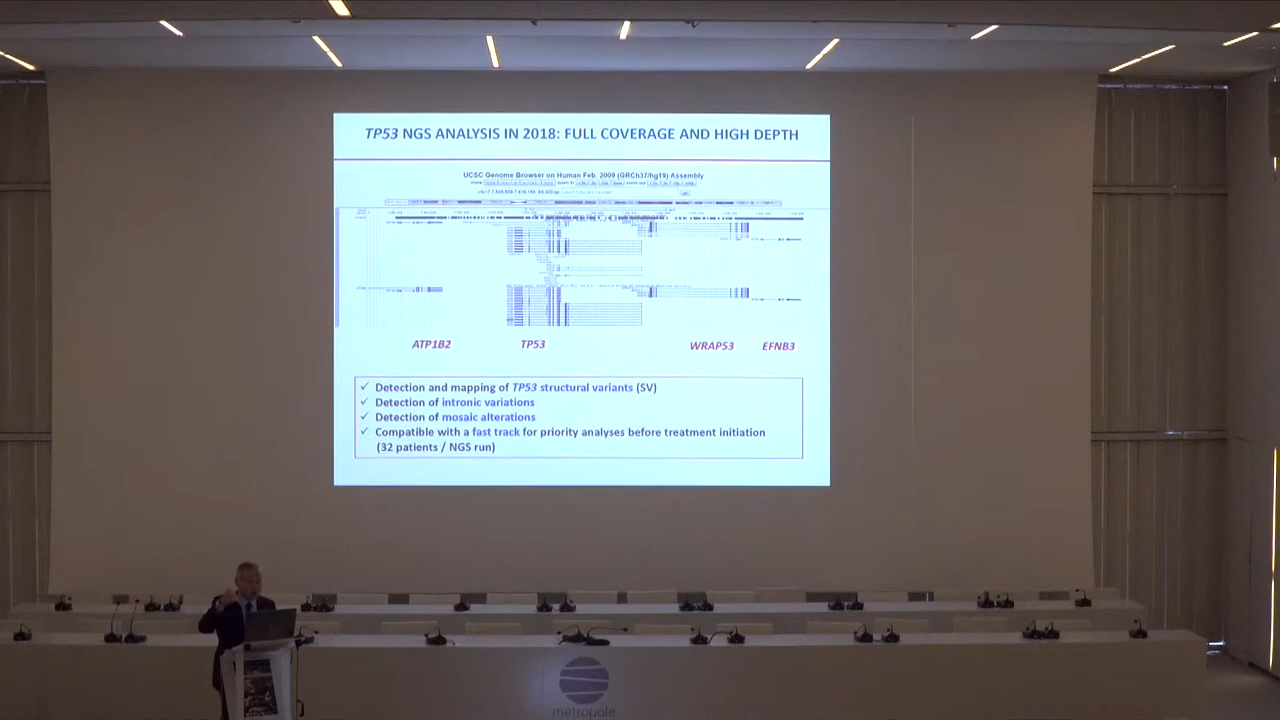 TP53 NGS ANALYSIS IN 2018: FULL COVERAGE AND HIGH DEPTH
UCSC Genome Browser on Human Feb. 2009 (GRCh37/hg19) Assembly
ATP1B2 TP53 WRAP53 EFNB3
✓ Detection and mapping of TP53 structural variants (SV)
✓ Detection of intronic variations
✓ Detection of mosaic alterations
✓ Compatible with a fast track for priority analyses before treatment initiation
(32 patients / NGS run)
métropole